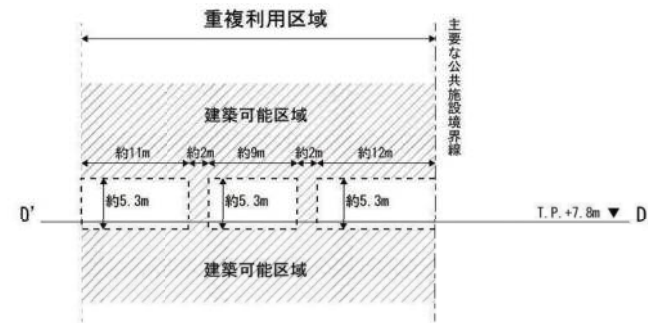 重複利用区域
主要な公共施設境界線
建築可能区域
約11m 約2m 約9m 約2m 約12m
約5.3m 約5.3m 約5.3m
D' T.P.+7.8m ▼ D
建築可能区域